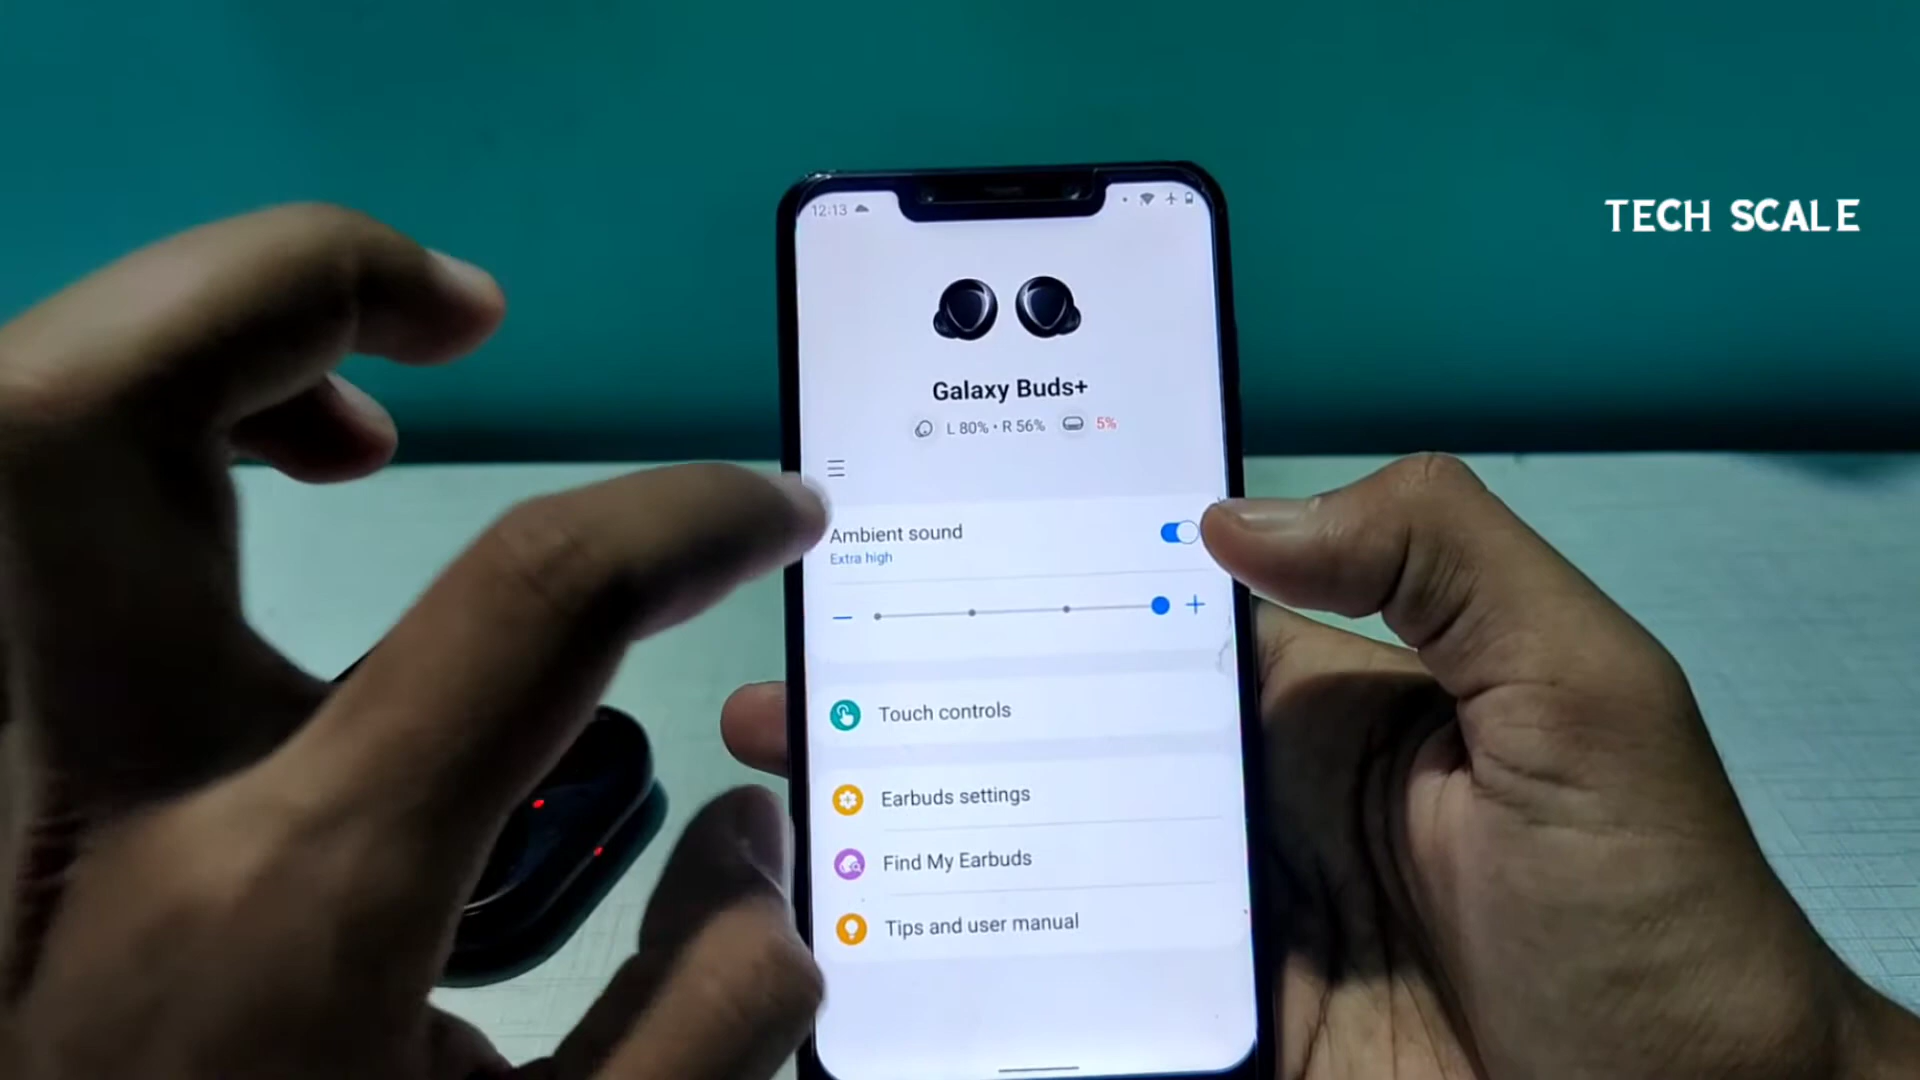 TECH SCALE
12:13
Galaxy Buds+
L 80% • R 56% 5%
Ambient sound
Extra high
Touch controls
Earbuds settings
Find My Earbuds
Tips and user manual